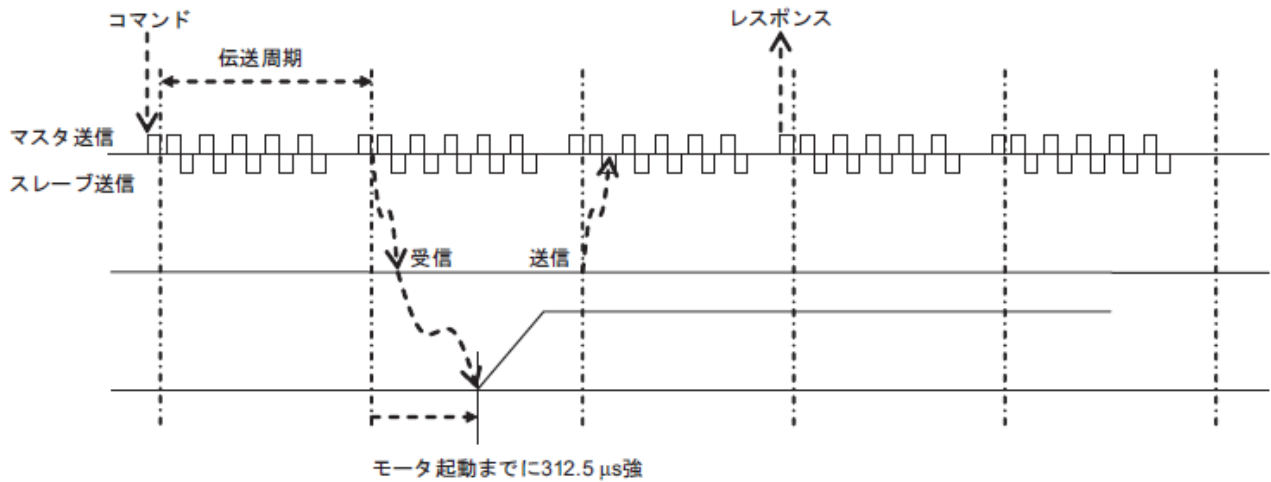 コマンド
レスポンス
伝送周期
マスタ送信
スレーブ送信
受信
送信
モータ起動までに312.5 μs強